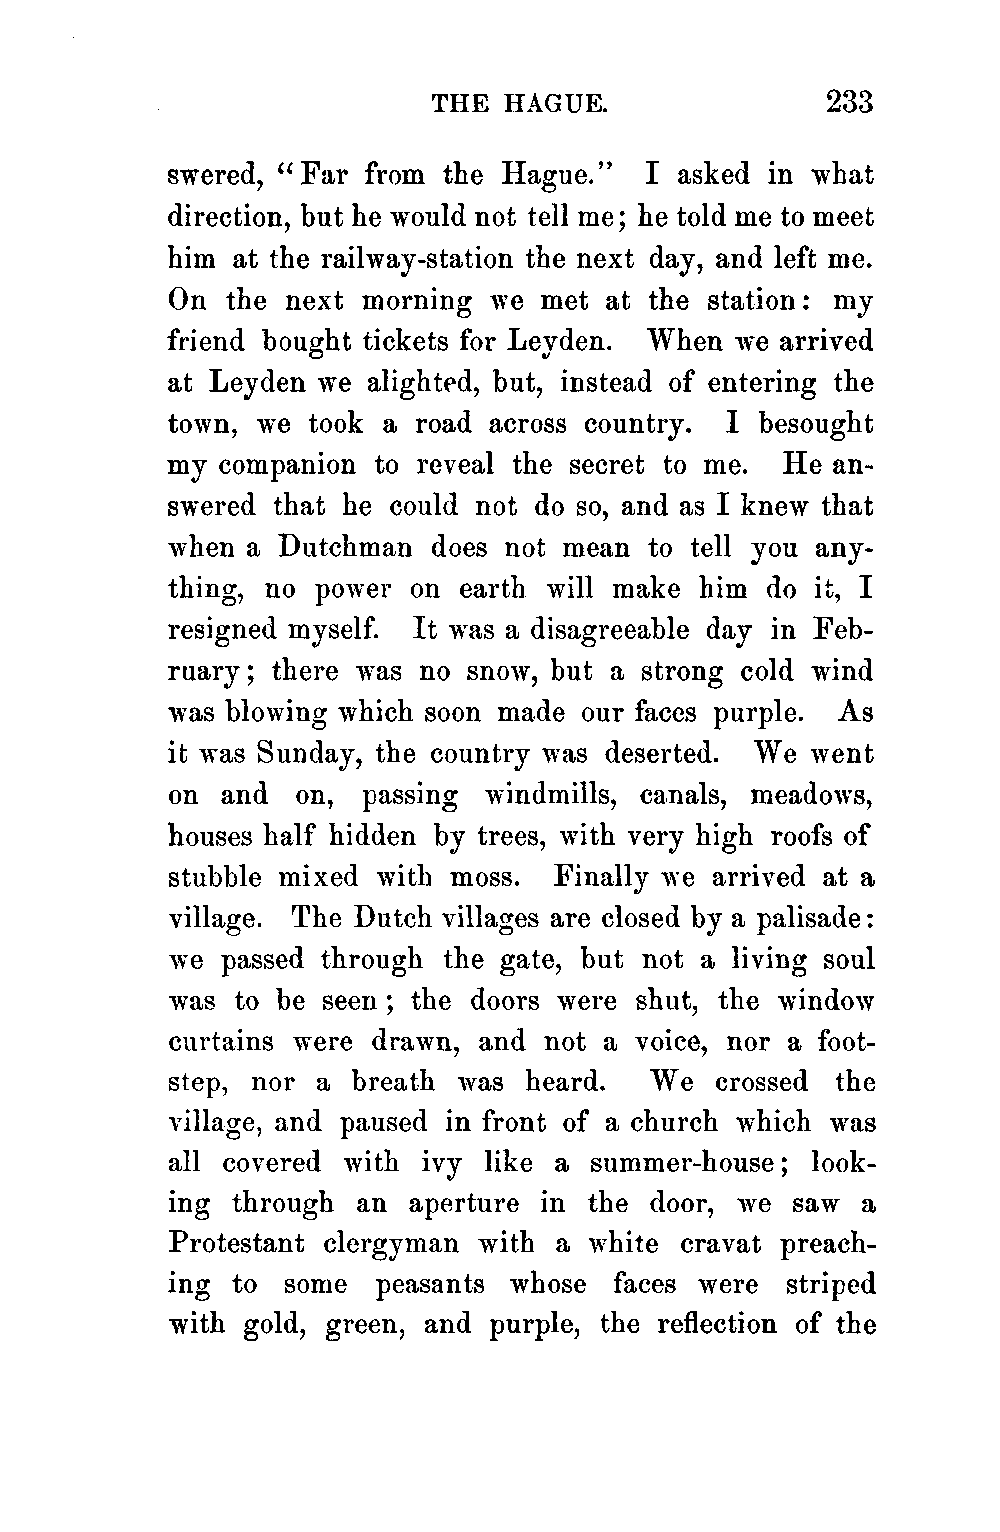 THE HAGUE. 233
swered, "Far from the Hague." I asked in what
direction, but he would not tell me; he told me to meet
him at the railway-station the next day, and left me.
On the next morning we met at the station: my
friend bought tickets for Leyden. When we arrived
at Leyden we alighted, but, instead of entering the
town, we took a road across country. I besought
my companion to reveal the secret to me. He an-
swered that he could not do so, and as I knew that
when a Dutchman does not mean to tell you any-
thing, no power on earth will make him do it, I
resigned myself. It was a disagreeable day in Feb-
ruary; there was no snow, but a strong cold wind
was blowing which soon made our faces purple. As
it was Sunday, the country was deserted. We went
on and on, passing windmills, canals, meadows,
houses half hidden by trees, with very high roofs of
stubble mixed with moss. Finally we arrived at a
village. The Dutch villages are closed by a palisade:
we passed through the gate, but not a living soul
was to be seen; the doors were shut, the window
curtains were drawn, and not a voice, nor a foot-
step, nor a breath was heard. We crossed the
village, and paused in front of a church which was
all covered with ivy like a summer-house; look-
ing through an aperture in the door, we saw a
Protestant clergyman with a white cravat preach-
ing to some peasants whose faces were striped
with gold, green, and purple, the reflection of the